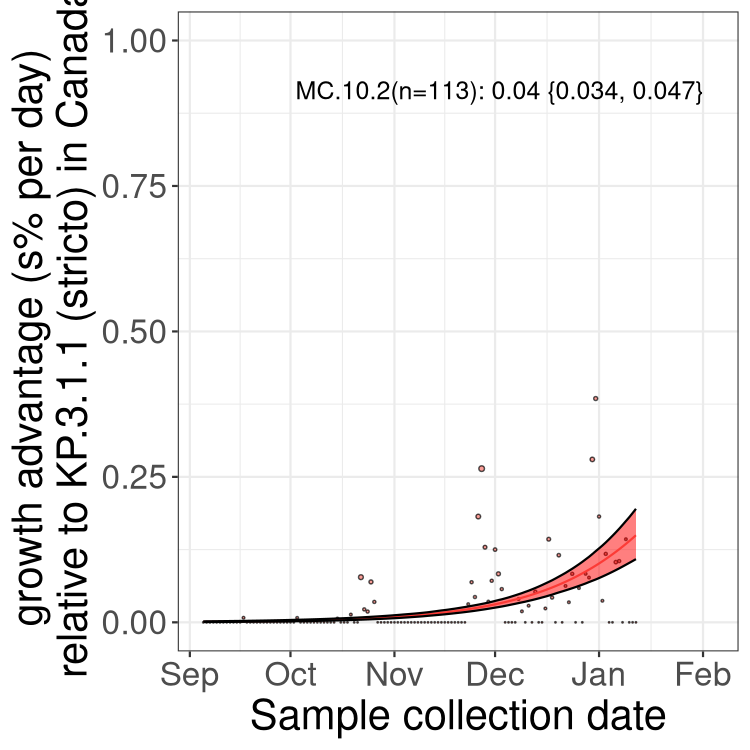 growth advantage (s% per day)
relative to KP.3.1.1 (stricto) in Canada
1.00
0.75
0.50
0.25
0.00
MC.10.2(n=113): 0.04 {0.034, 0.047}
Sep Oct Nov Dec Jan Feb
Sample collection date